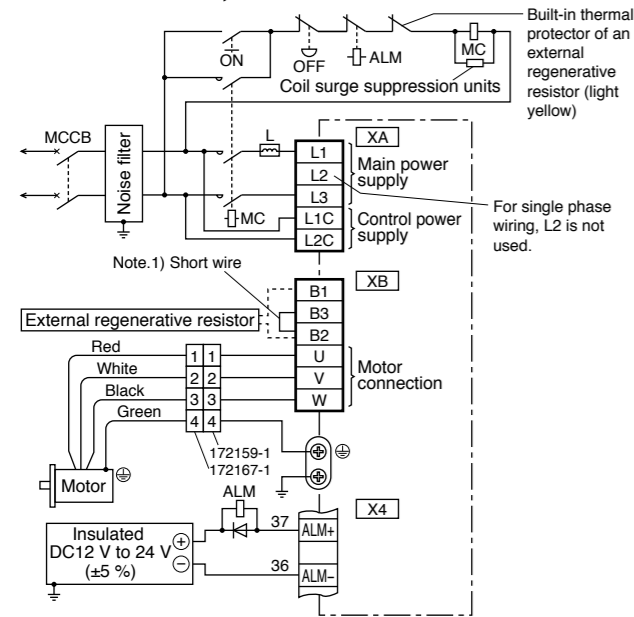 Built-in thermal
protector of an
external
regenerative
resistor (light
yellow)
ON
OFF
ALM
MC
Coil surge suppression units
MCCB
Noise filter
L
MC
XA
L1
L2
L3
L1C
L2C
Main power
supply
Control power
supply
For single phase
wiring, L2 is not
used.
Note.1) Short wire
External regenerative resistor
XB
B1
B3
B2
U
V
W
Motor
connection
Red
White
Black
Green
1 1
2 2
3 3
4 4
172159-1
172167-1
Motor
ALM
X4
Insulated
DC12 V to 24 V
(±5 %)
+
−
37
36
ALM+
ALM−